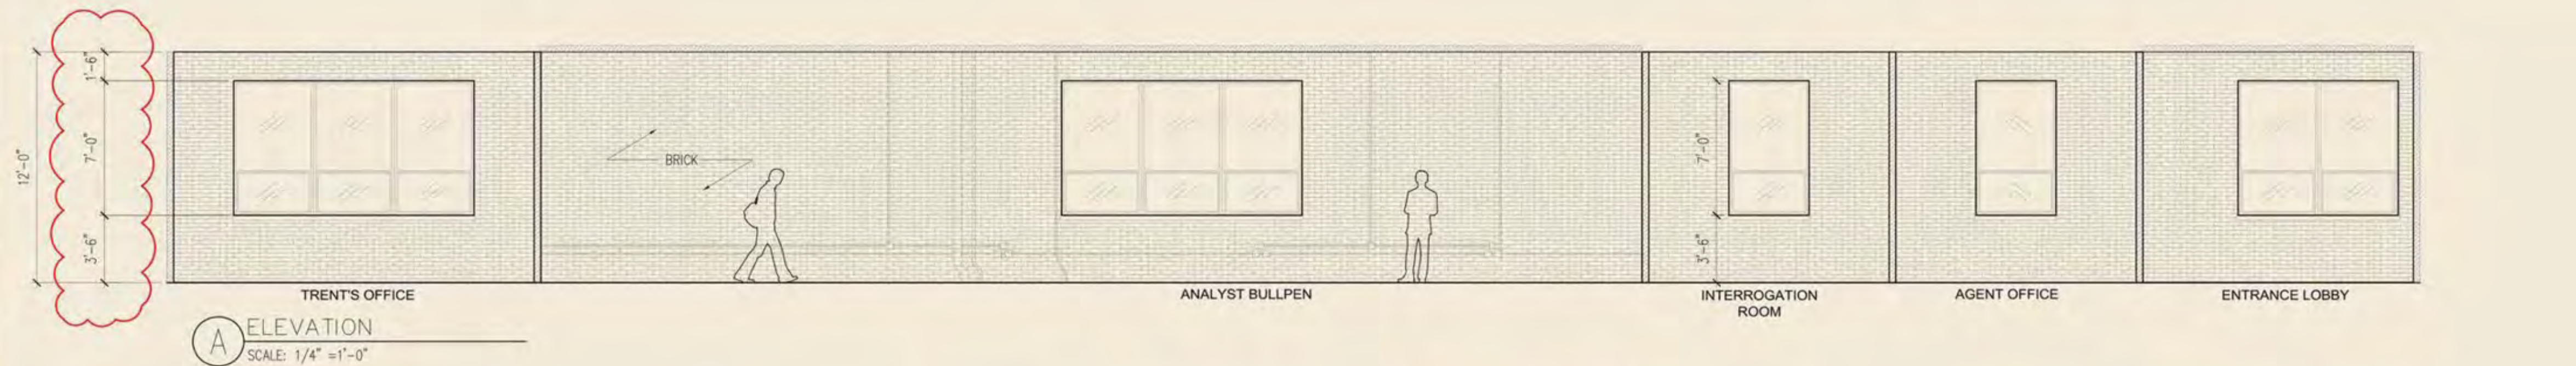 12'-0"
1'-6"
7'-0"
3'-6"
BRICK
7'-0"
3'-6"
TRENT'S OFFICE
ANALYST BULLPEN
INTERROGATION
ROOM
AGENT OFFICE
ENTRANCE LOBBY
A
ELEVATION
SCALE: 1/4" =1'-0"